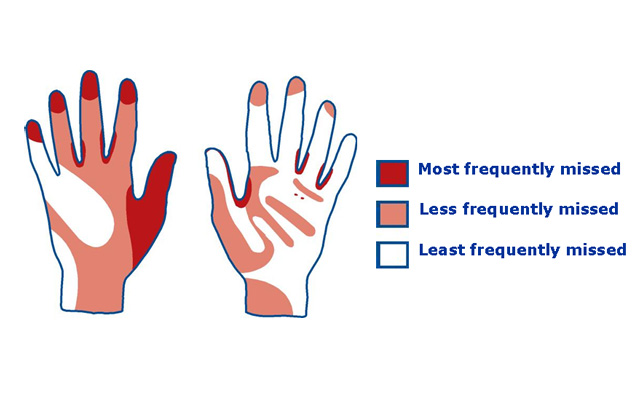 Most frequently missed
Less frequently missed
Least frequently missed